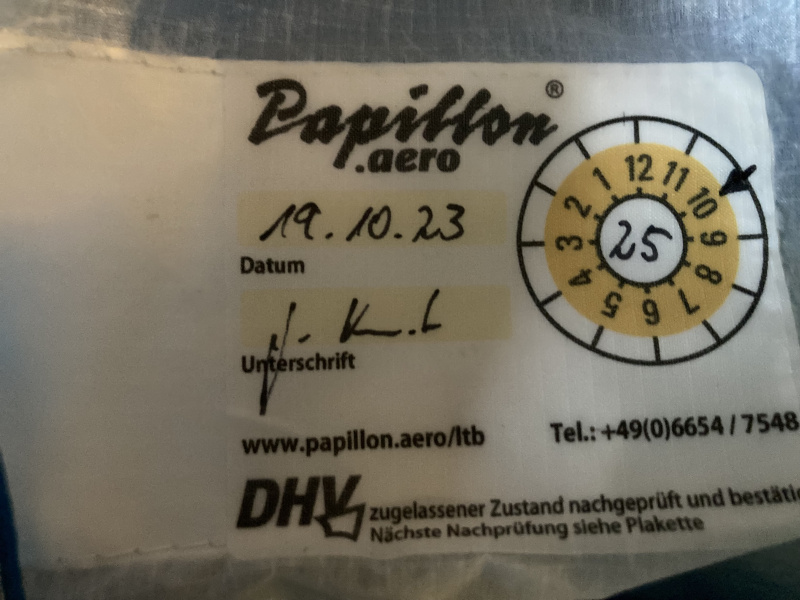 Papillon®
.aero
19.10.23
Datum
Unterschrift
www.papillon.aero/ltb
Tel.: +49(0)6654 / 7548
12 11 10 9 8 7 6 5 4 3 2 1
25
DHV
zugelassener Zustand nachgeprüft und bestätig
Nächste Nachprüfung siehe Plakette